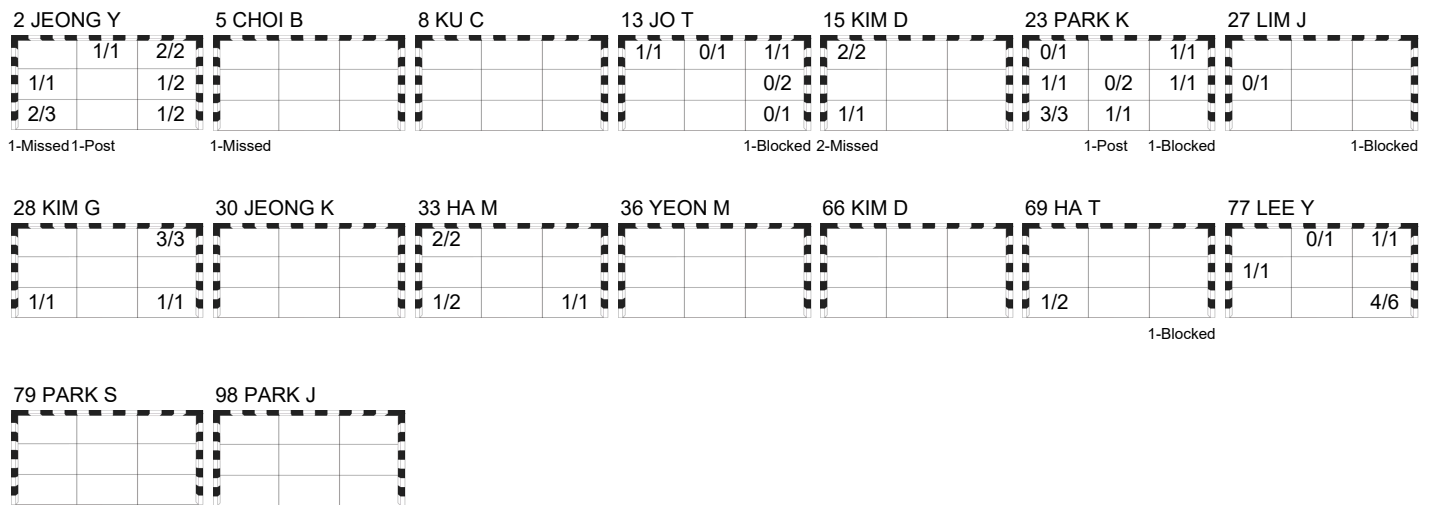 2 JEONG Y 5 CHOI B 8 KU C 13 JO T 15 KIM D 23 PARK K 27 LIM J
1/1 2/2 1/1 0/1 1/1 2/2 0/1 1/1
1/1 1/2 0/2 1/1 0/2 1/1 0/1
2/3 1/2 0/1 1/1 3/3 1/1
1-Missed 1-Post 1-Missed 1-Blocked 2-Missed 1-Post 1-Blocked 1-Blocked
28 KIM G 30 JEONG K 33 HA M 36 YEON M 66 KIM D 69 HA T 77 LEE Y
3/3 2/2 0/1 1/1
1/1
1/1 1/1 1/2 1/1 1/2 4/6
1-Blocked
79 PARK S 98 PARK J